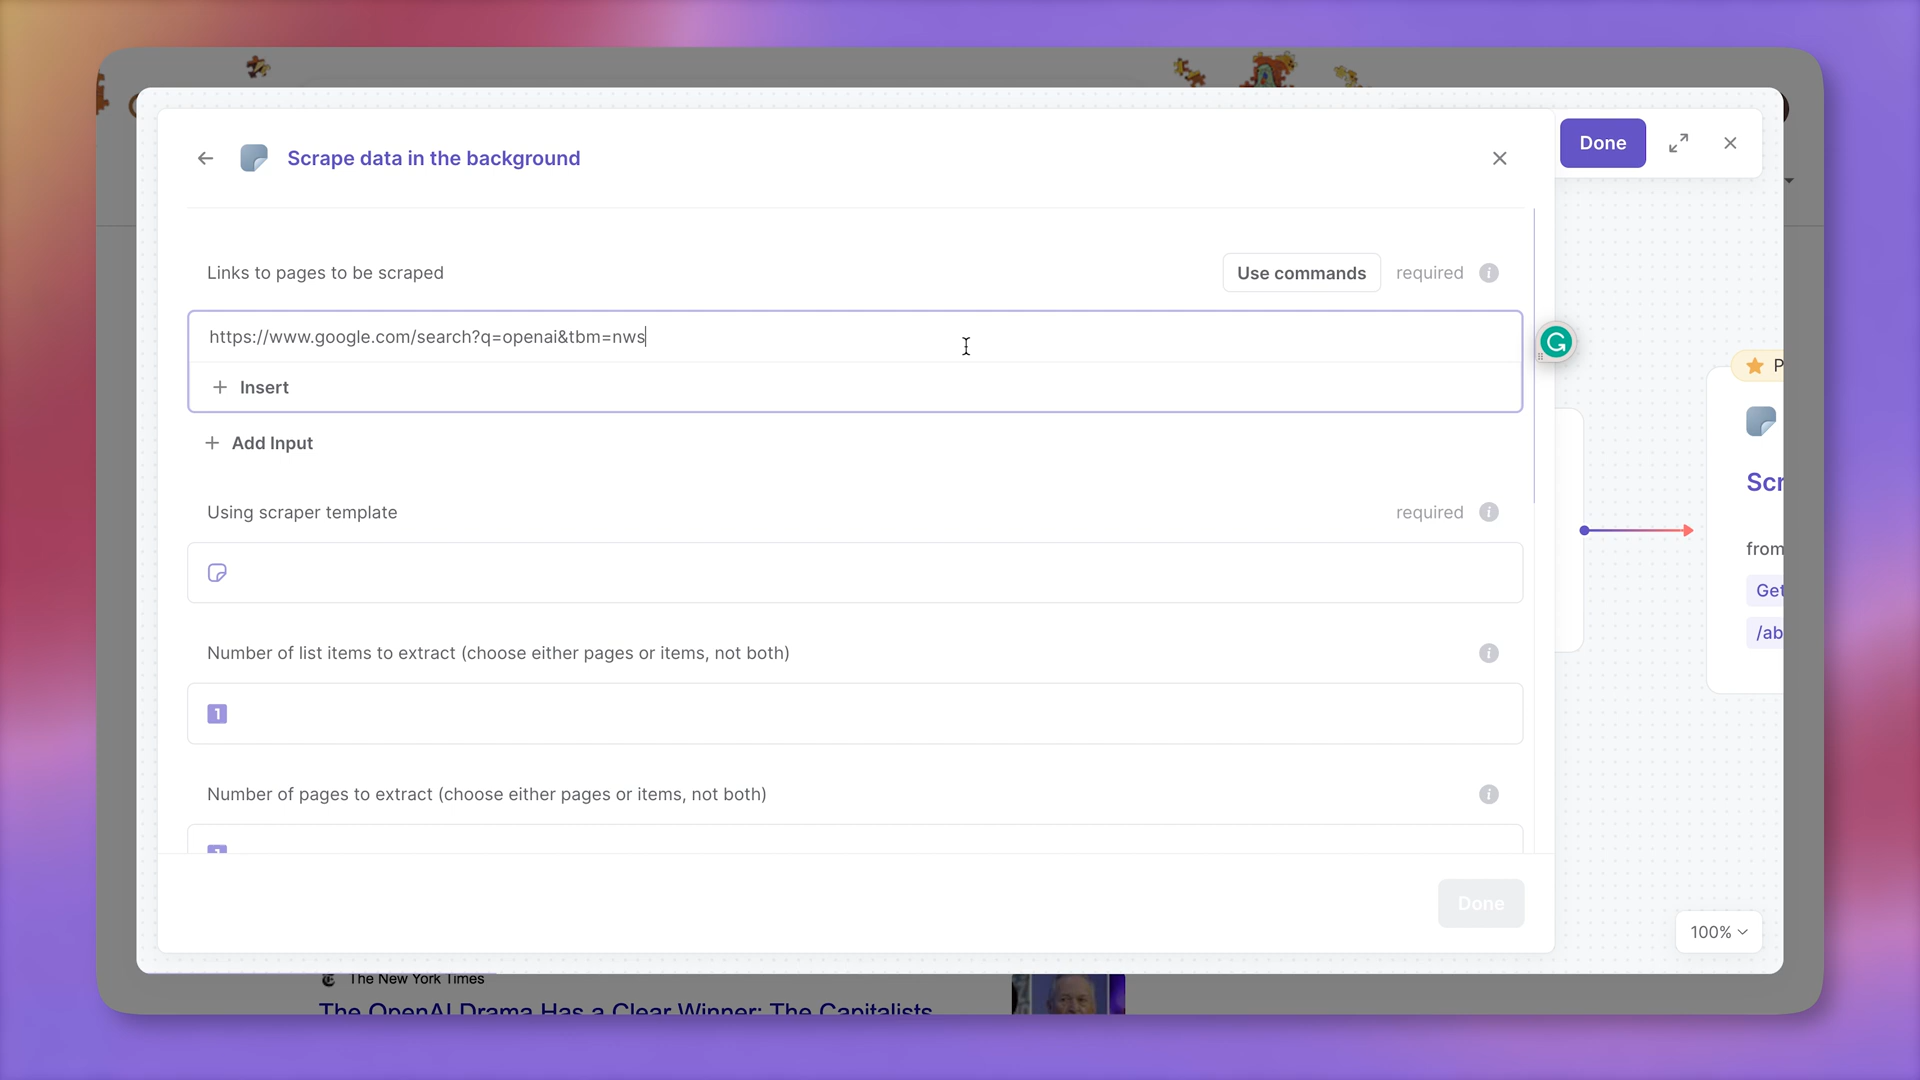 Scrape data in the background
Done
Links to pages to be scraped
Use commands
required
https://www.google.com/search?q=openai&tbm=nws
+ Insert
+ Add Input
Using scraper template
required
Number of list items to extract (choose either pages or items, not both)
1
Number of pages to extract (choose either pages or items, not both)
1
Done
P
Scr
from
Get
/ab
100%
The New York Times
The OpenAI Drama Has a Clear Winner: The Capitalists